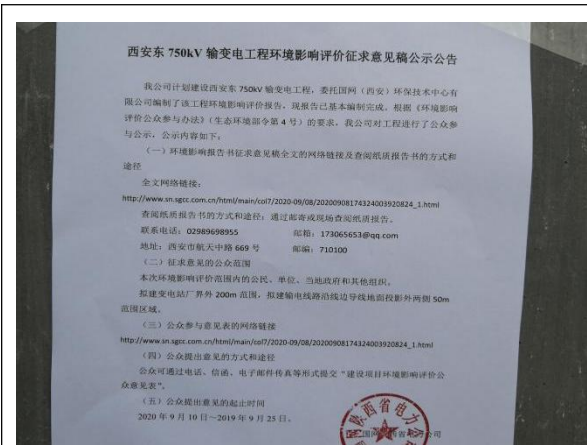 西安东 750kV 输变电工程环境影响评价征求意见稿公示公告
我公司计划建设西安东 750kV 输变电工程，委托国网（西安）环保技术中心有
限公司编制了该工程环境影响评价报告。现报告已基本编制完成。根据《环境影响
评价公众参与办法》（生态环境部令第 4 号）的要求，我公司对工程进行了公众参
与公示，公示内容如下：
（一）环境影响报告书征求意见稿全文的网络链接及查阅纸质报告书的方式和
途径
全文网络链接：
http://www.sn.sgcc.com.cn/html/main/col7/2020-09/08/20200908174324003920824_1.html
查阅纸质报告书的方式和途径：通过邮寄或现场查阅纸质报告。
联系电话：02989698955 邮箱：173065653@qq.com
地址：西安市航天中路 669 号 邮编：710100
（二）征求意见的公众范围
本次环境影响评价范围内的公民、单位、当地政府和其他组织。
拟建变电站厂界外 200m 范围，拟建输电线路沿线边导线地面投影外两侧 50m
范围区域。
（三）公众参与意见表的网络链接
http://www.sn.sgcc.com.cn/html/main/col7/2020-09/08/20200908174324003920824_1.html
（四）公众提出意见的方式和途径
公众可通过电话、信函、电子邮件传真等形式提交“建设项目环境影响评价公
众意见表”。
（五）公众提出意见的起止时间
2020 年 9 月 10 日~2019 年 9 月 25 日。
陕西省电力